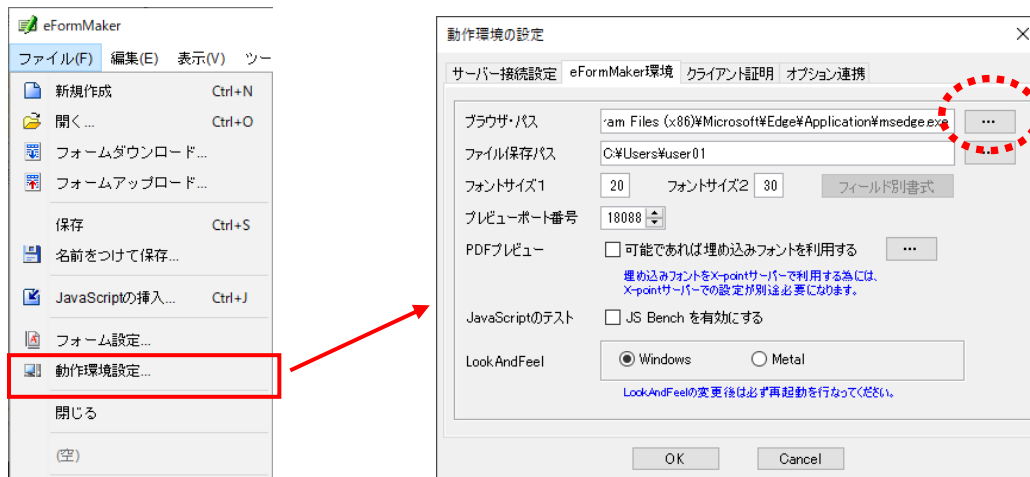 eFormMaker
ファイル(F) 編集(E) 表示(V) ツー
新規作成 Ctrl+N
開く... Ctrl+O
フォームダウンロード...
フォームアップロード...
保存 Ctrl+S
名前をつけて保存...
JavaScriptの挿入... Ctrl+J
フォーム設定...
動作環境設定...
閉じる
(空)
動作環境の設定
サーバー接続設定 eFormMaker環境 クライアント証明 オプション連携
ブラウザ・パス ram Files (x86)¥Microsoft¥Edge¥Application¥msedge.exe ...
ファイル保存パス C:¥Users¥user01 ...
フォントサイズ1 20 フォントサイズ2 30 フィールド別書式
プレビューポート番号 18088
PDFプレビュー 可能であれば埋め込みフォントを利用する ...
埋め込みフォントをX-pointサーバーで利用する為には、
X-pointサーバーでの設定が別途必要になります。
JavaScriptのテスト JS Bench を有効にする
LookAndFeel Windows Metal
LookAndFeelの変更後は必ず再起動を行なってください。
OK Cancel